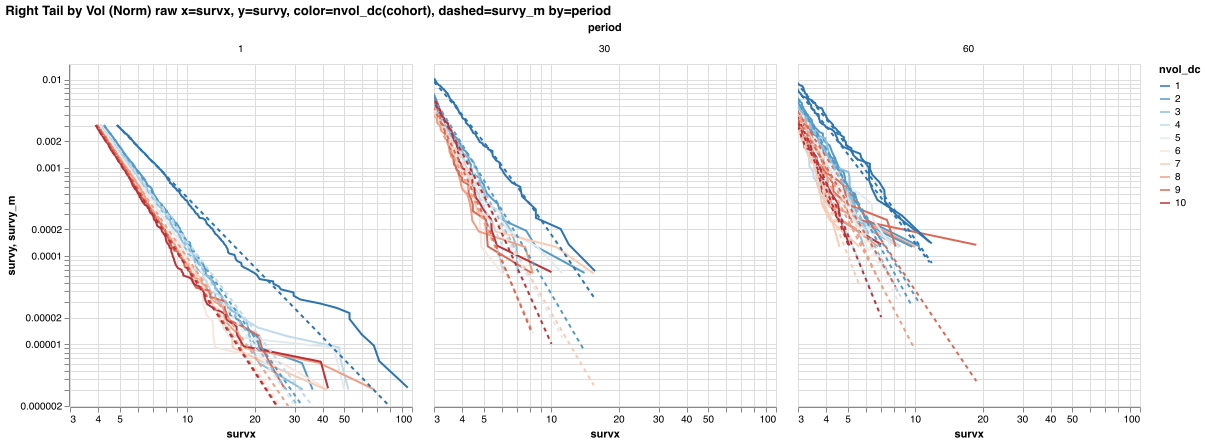 Right Tail by Vol (Norm) raw x=survx, y=survy, color=nvol_dc(cohort), dashed=survy_m by=period
period
1 30 60
nvol_dc
1
2
3
4
5
6
7
8
9
10
survy, survy_m
0.01
0.002
0.001
0.0002
0.0001
0.00002
0.00001
0.000002
3 4 5 10 20 30 40 50 100
3 4 5 10 20 30 40 50 100
3 4 5 10 20 30 40 50 100
survx survx survx